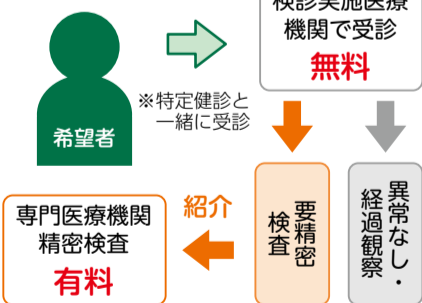 検診実施医療
機関で受診
無料
※特定健診と
一緒に受診
希望者
要精密
検査
異常なし・
経過観察
紹介
専門医療機関
精密検査
有料